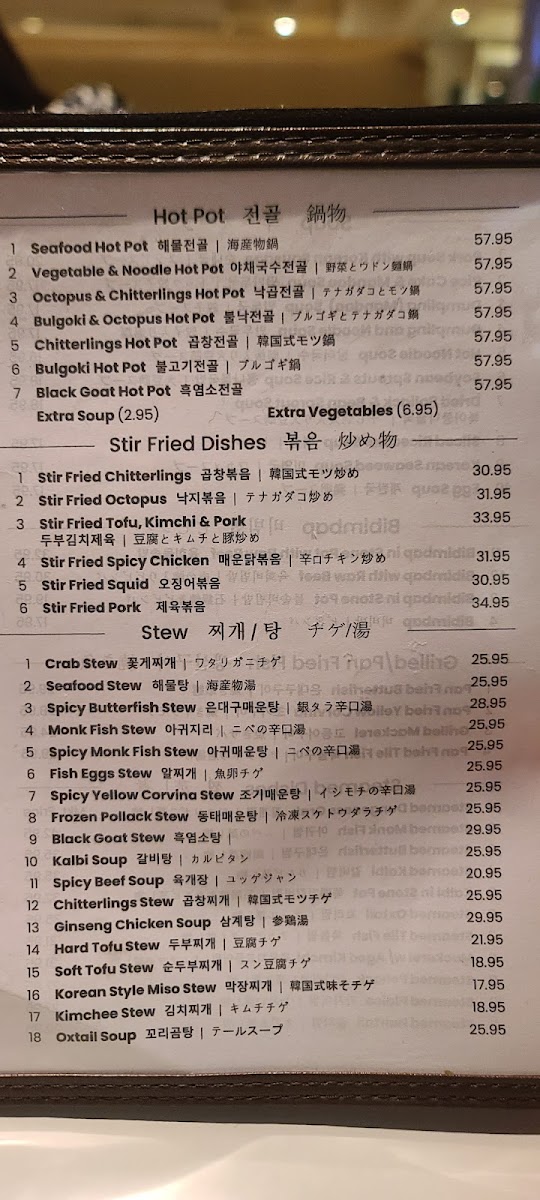 Hot Pot 전골 鍋物
1 Seafood Hot Pot 해물전골 | 海産物鍋 57.95
2 Vegetable & Noodle Hot Pot 야채국수전골 | 野菜とウドン麺鍋 57.95
3 Octopus & Chitterlings Hot Pot 낙곱전골 | テナガダコとモツ鍋 57.95
4 Bulgoki & Octopus Hot Pot 불낙전골 | プルゴギとテナガダコ鍋 57.95
5 Chitterlings Hot Pot 곱창전골 | 韓国式モツ鍋 57.95
6 Bulgoki Hot Pot 불고기전골 | プルゴギ鍋 57.95
7 Black Goat Hot Pot 흑염소전골 57.95
Extra Soup (2.95) Extra Vegetables (6.95)
Stir Fried Dishes 볶음 炒め物
1 Stir Fried Chitterlings 곱창볶음 | 韓国式モツ炒め 30.95
2 Stir Fried Octopus 낙지볶음 | テナガダコ炒め 31.95
3 Stir Fried Tofu, Kimchi & Pork 33.95
두부김치제육 | 豆腐とキムチと豚炒め
4 Stir Fried Spicy Chicken 매운닭볶음 | 辛口チキン炒め 31.95
5 Stir Fried Squid 오징어볶음 30.95
6 Stir Fried Pork 제육볶음 34.95
Stew 찌개/탕 チゲ/湯
1 Crab Stew 꽃게찌개 | ワタリガニチゲ 25.95
2 Seafood Stew 해물탕 | 海産物湯 25.95
3 Spicy Butterfish Stew 은대구매운탕 | 銀タラ辛口湯 28.95
4 Monk Fish Stew 아귀지리 | ニベの辛口湯 25.95
5 Spicy Monk Fish Stew 아귀매운탕 | ニベの辛口湯 25.95
6 Fish Eggs Stew 알찌개 | 魚卵チゲ 25.95
7 Spicy Yellow Corvina Stew 조기매운탕 | イシモチの辛口湯 25.95
8 Frozen Pollack Stew 동태매운탕 | 冷凍スケトウダラチゲ 25.95
9 Black Goat Stew 흑염소탕 | 29.95
10 Kalbi Soup 갈비탕 | カルビタン 25.95
11 Spicy Beef Soup 육개장 | ユッゲジャン 20.95
12 Chitterlings Stew 곱창찌개 | 韓国式モツチゲ 25.95
13 Ginseng Chicken Soup 삼계탕 | 参鶏湯 29.95
14 Hard Tofu Stew 두부찌개 | 豆腐チゲ 21.95
15 Soft Tofu Stew 순두부찌개 | スン豆腐チゲ 18.95
16 Korean Style Miso Stew 막장찌개 | 韓国式味そチゲ 17.95
17 Kimchee Stew 김치찌개 | キムチチゲ 18.95
18 Oxtail Soup 꼬리곰탕 | テールスープ 25.95